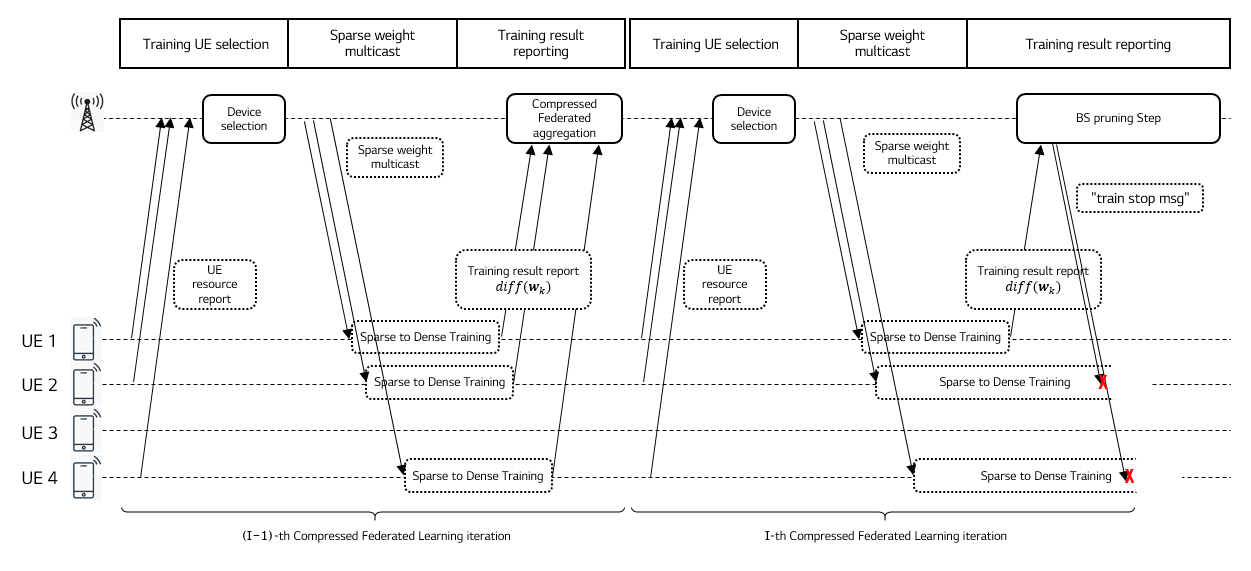 Training UE selection
Sparse weight
multicast
Training result
reporting
Training UE selection
Sparse weight
multicast
Training result reporting
Device
selection
Compressed
Federated
aggregation
Device
selection
BS pruning Step
Sparse weight
multicast
Sparse weight
multicast
"train stop msg"
UE
resource
report
Training result report
diff(w_k)
UE
resource
report
Training result report
diff(w_k)
UE 1
Sparse to Dense Training
Sparse to Dense Training
UE 2
Sparse to Dense Training
Sparse to Dense Training
X
UE 3
UE 4
Sparse to Dense Training
Sparse to Dense Training
X
(I−1)-th Compressed Federated Learning iteration
I-th Compressed Federated Learning iteration